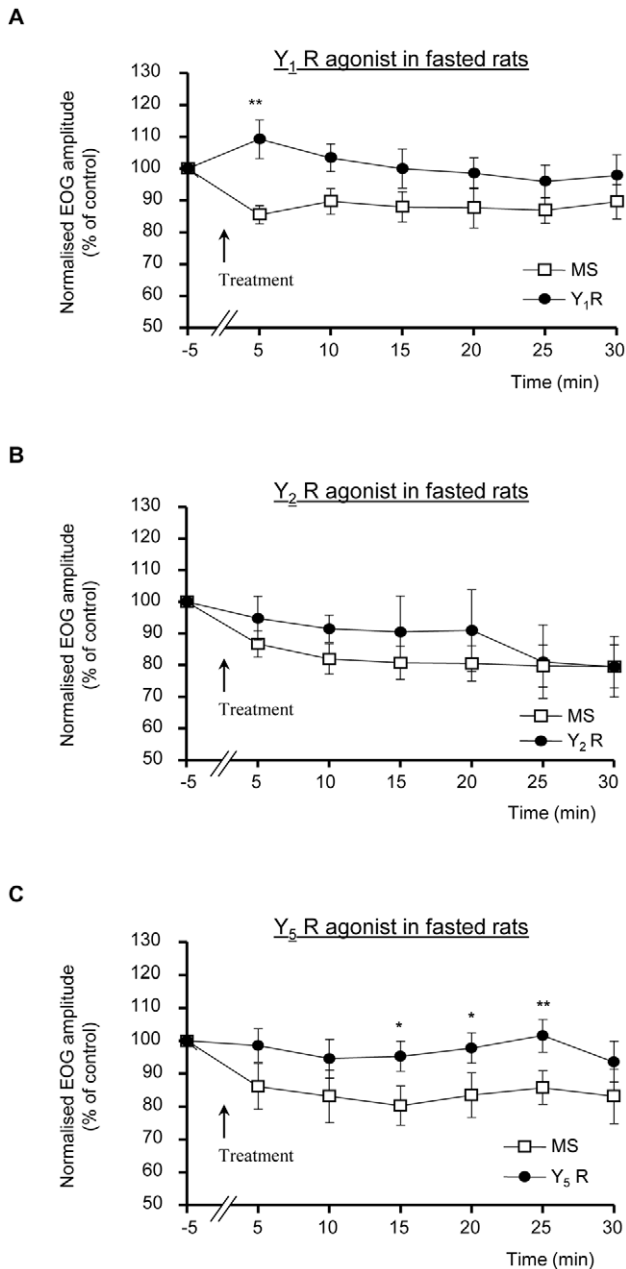 A
Y₁ R agonist in fasted rats
Normalised EOG amplitude
(% of control)
130
120
110
100
90
80
70
60
50
**
Treatment
MS
Y₁R
-5
5
10
15
20
25
30
Time (min)
B
Y₂ R agonist in fasted rats
Normalised EOG amplitude
(% of control)
130
120
110
100
90
80
70
60
50
Treatment
MS
Y₂ R
-5
5
10
15
20
25
30
Time (min)
C
Y₅ R agonist in fasted rats
Normalised EOG amplitude
(% of control)
130
120
110
100
90
80
70
60
50
*
*
**
Treatment
MS
Y₅ R
-5
5
10
15
20
25
30
Time (min)